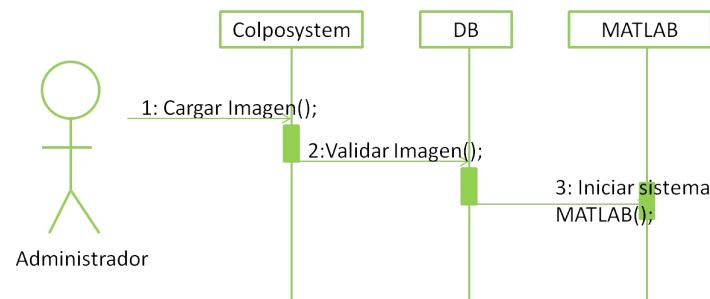 Colposystem
DB
MATLAB
1: Cargar Imagen();
2:Validar Imagen();
3: Iniciar sistema
MATLAB();
Administrador